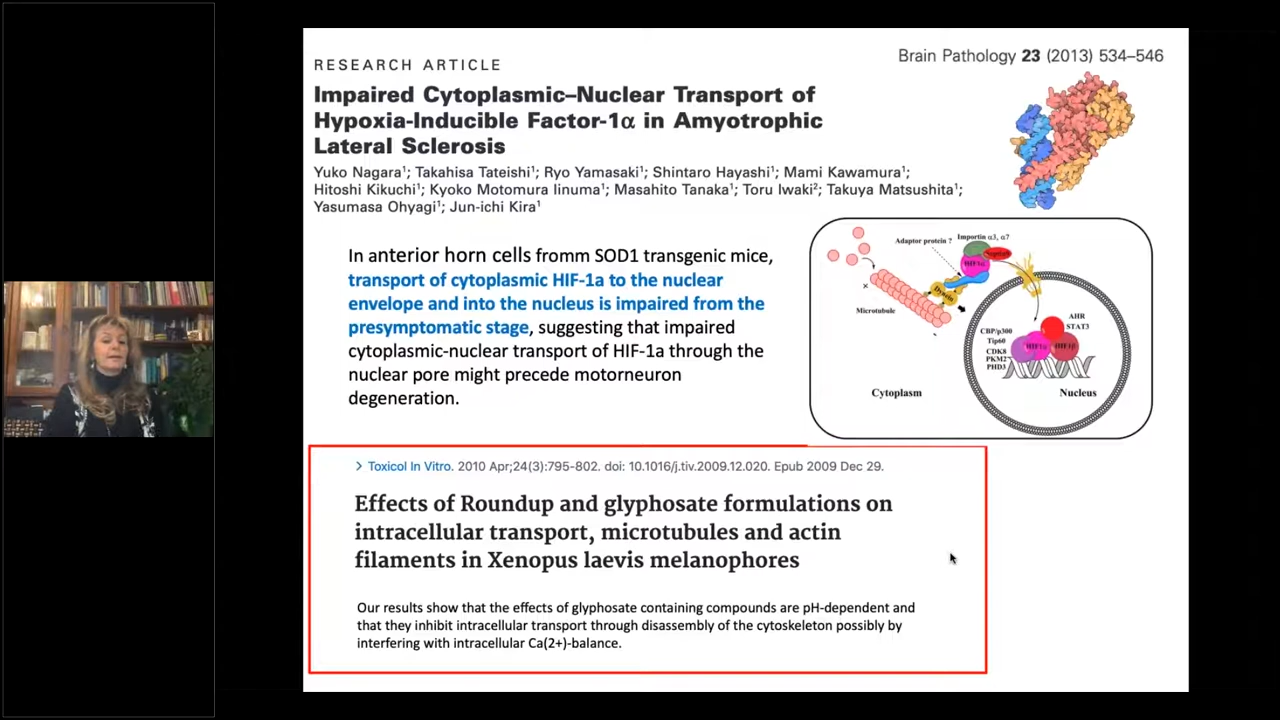 RESEARCH ARTICLE
Brain Pathology 23 (2013) 534–546
Impaired Cytoplasmic–Nuclear Transport of
Hypoxia-Inducible Factor-1α in Amyotrophic
Lateral Sclerosis
Yuko Nagara¹; Takahisa Tateishi¹; Ryo Yamasaki¹; Shintaro Hayashi¹; Mami Kawamura¹;
Hitoshi Kikuchi¹; Kyoko Motomura Iinuma¹; Masahito Tanaka¹; Toru Iwaki²; Takuya Matsushita¹;
Yasumasa Ohyagi¹; Jun-ichi Kira¹
In anterior horn cells fromm SOD1 transgenic mice,
transport of cytoplasmic HIF-1a to the nuclear
envelope and into the nucleus is impaired from the
presymptomatic stage, suggesting that impaired
cytoplasmic-nuclear transport of HIF-1a through the
nuclear pore might precede motorneuron
degeneration.
Importin α3, α7
Adaptor protein ?
HIF1α
Dynein
Microtubule
AHR
STAT3
CBP/p300
Tip60
CDK8
PKM2
PHD3
HIF1α
HIF1β
Cytoplasm
Nucleus
> Toxicol In Vitro. 2010 Apr;24(3):795-802. doi: 10.1016/j.tiv.2009.12.020. Epub 2009 Dec 29.
Effects of Roundup and glyphosate formulations on
intracellular transport, microtubules and actin
filaments in Xenopus laevis melanophores
Our results show that the effects of glyphosate containing compounds are pH-dependent and
that they inhibit intracellular transport through disassembly of the cytoskeleton possibly by
interfering with intracellular Ca(2+)-balance.